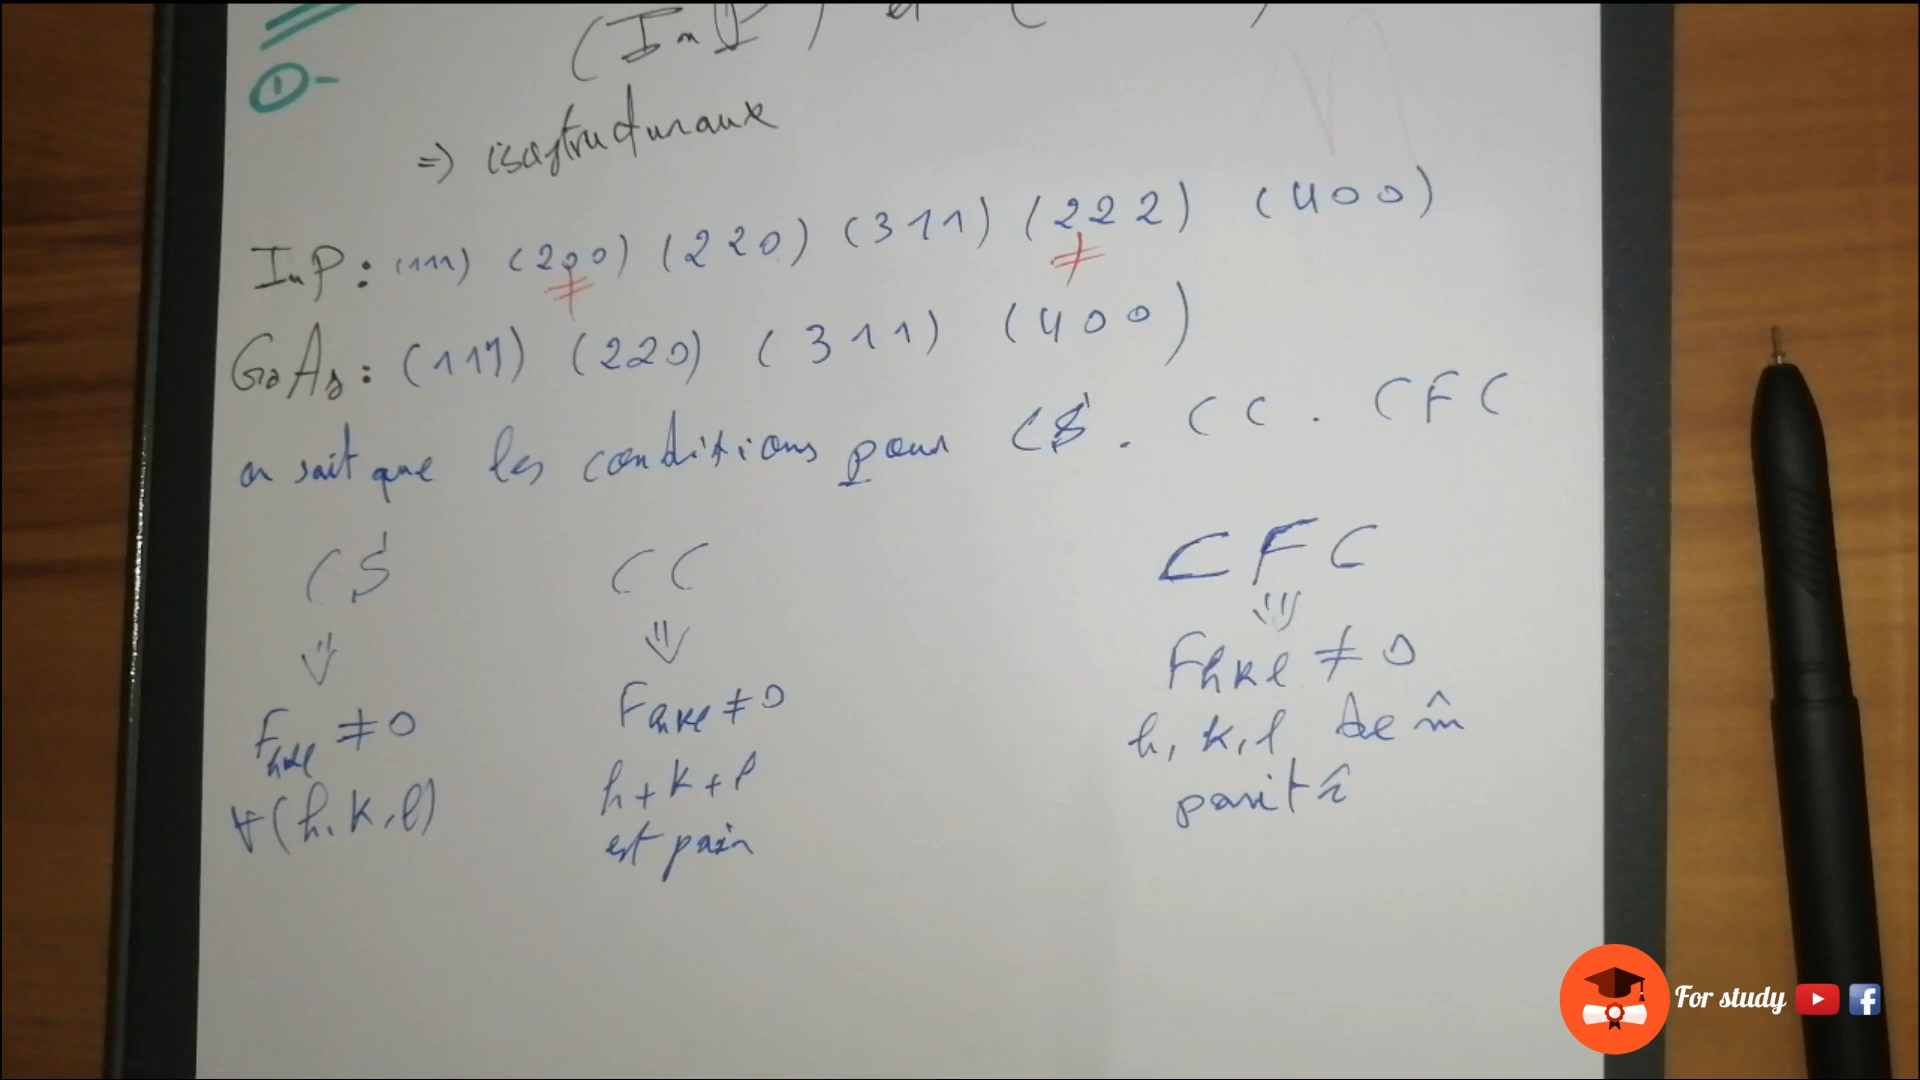 ①-
(InP) et (
=> isostructuraux
InP: (111) (200) (220) (311) (222) (400)
≠ ≠
GaAs: (111) (220) (311) (400)
on sait que les conditions pour CS. CC. CFC
CS CC CFC
⇓ ⇓ ⇓
Fhkl ≠ 0 Fhkl ≠ 0 Fhkl ≠ 0
∀(h,k,l) h+k+l est pair h, k, l de m̂ parité
For study